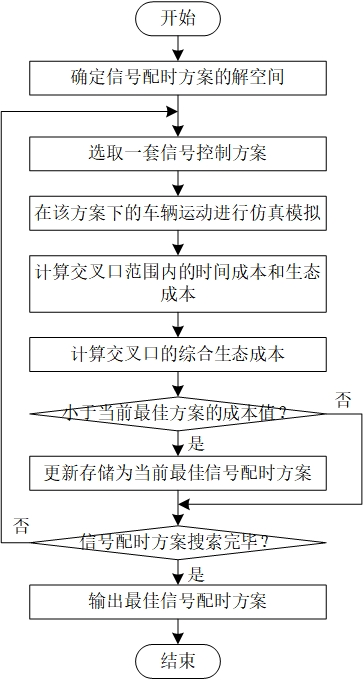 开始
确定信号配时方案的解空间
选取一套信号控制方案
在该方案下的车辆运动进行仿真模拟
计算交叉口范围内的时间成本和生态
成本
计算交叉口的综合生态成本
小于当前最佳方案的成本值？
否
是
更新存储为当前最佳信号配时方案
否
信号配时方案搜索完毕？
是
输出最佳信号配时方案
结束